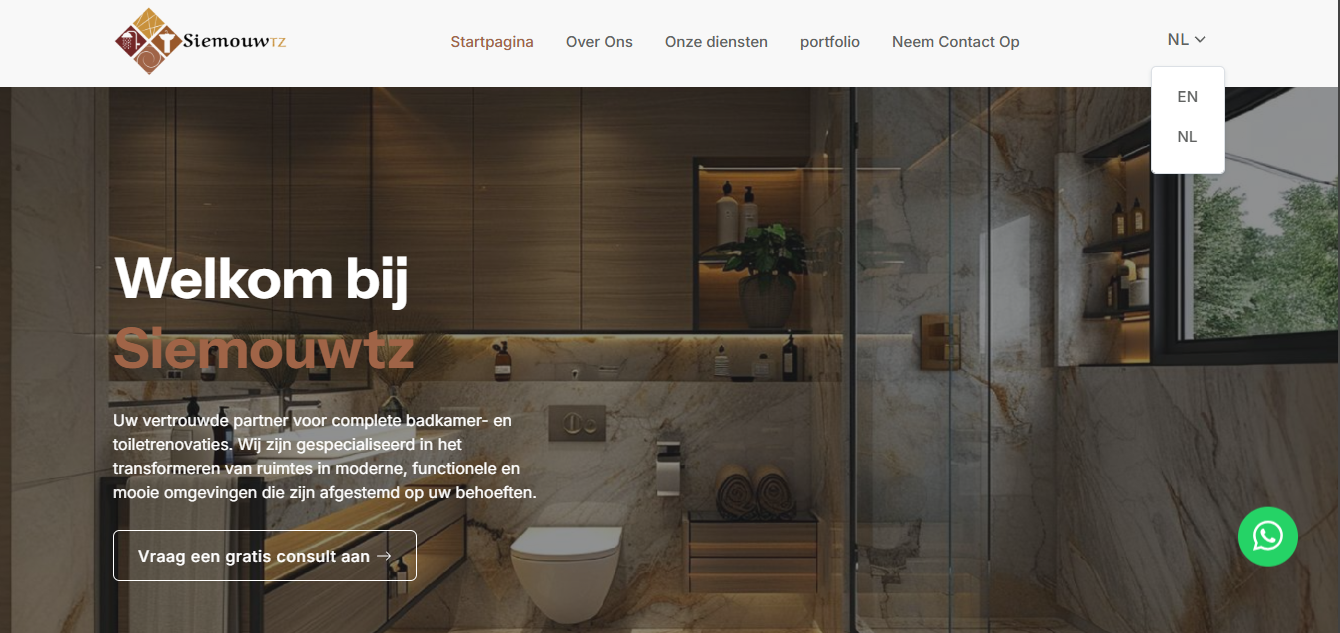 Siemouwtz
Startpagina
Over Ons
Onze diensten
portfolio
Neem Contact Op
NL
EN
NL
Welkom bij
Siemouwtz
Uw vertrouwde partner voor complete badkamer- en
toiletrenovaties. Wij zijn gespecialiseerd in het
transformeren van ruimtes in moderne, functionele en
mooie omgevingen die zijn afgestemd op uw behoeften.
Vraag een gratis consult aan →